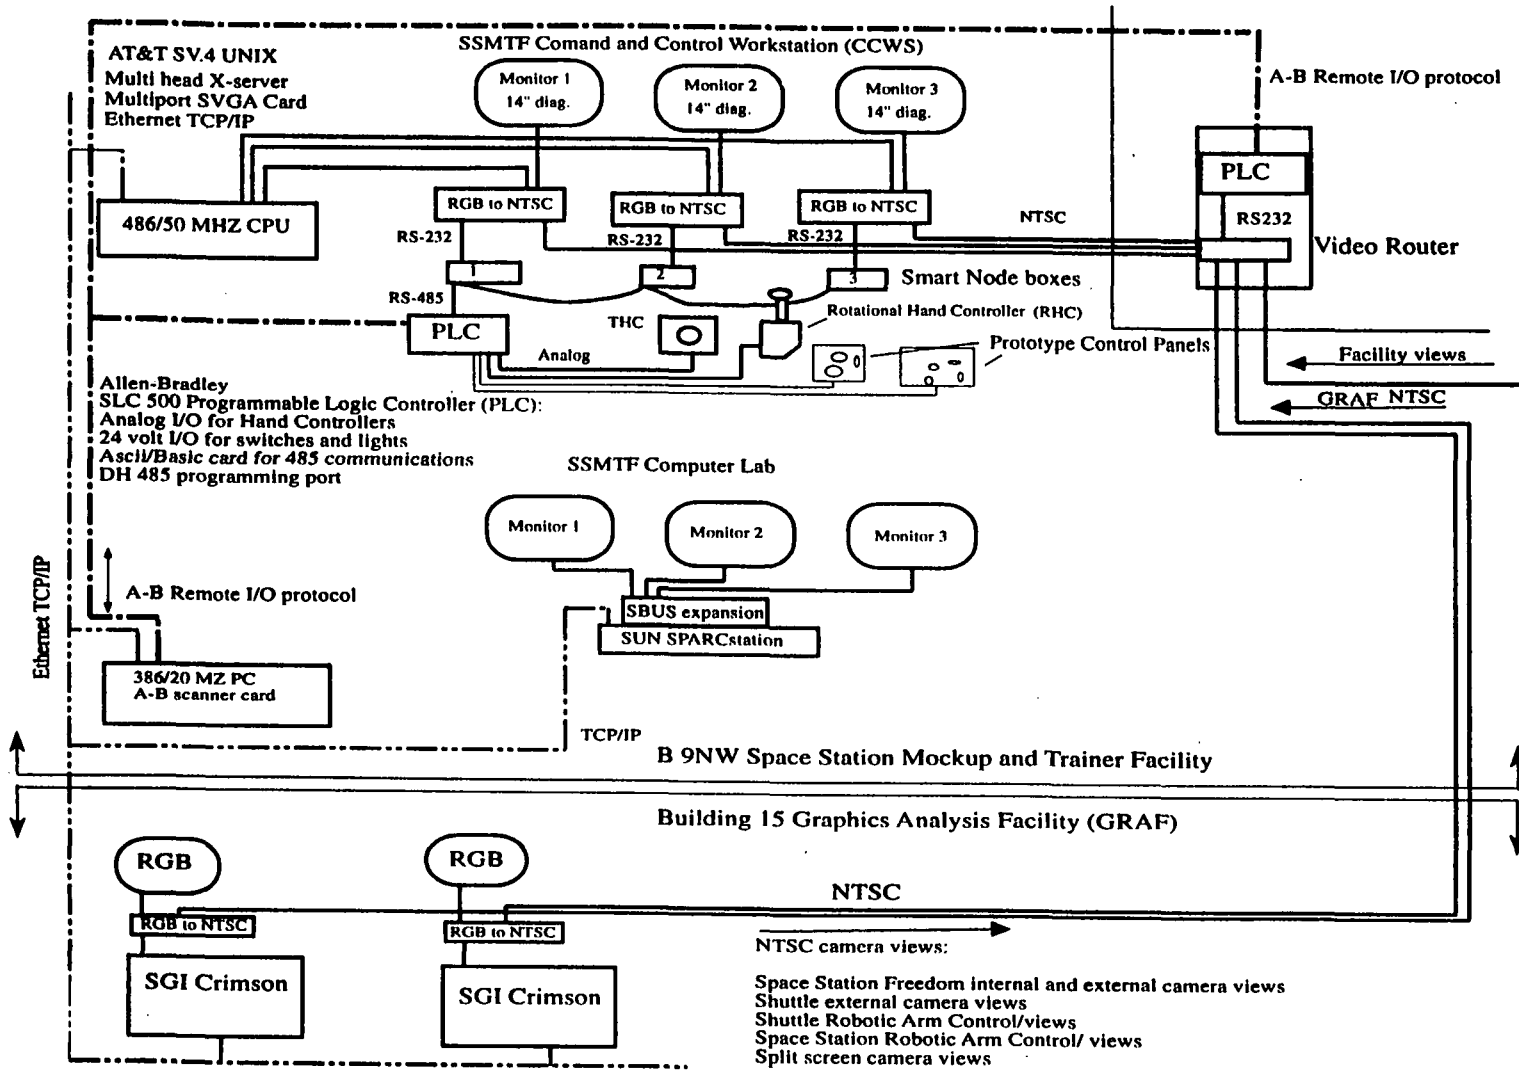 SSMTF Comand and Control Workstation (CCWS)
AT&T SV.4 UNIX
Multi head X-server
Multiport SVGA Card
Ethernet TCP/IP
Monitor 1
14" diag.
Monitor 2
14" diag.
Monitor 3
14" diag.
A-B Remote I/O protocol
PLC
RS232
Video Router
486/50 MHZ CPU
RGB to NTSC
RGB to NTSC
RGB to NTSC
NTSC
RS-232
RS-232
RS-232
1
2
3
Smart Node boxes
RS-485
PLC
THC
Rotational Hand Controller (RHC)
Analog
Prototype Control Panels
Facility views
GRAF NTSC
Allen-Bradley
SLC 500 Programmable Logic Controller (PLC):
Analog I/O for Hand Controllers
24 volt I/O for switches and lights
Ascii/Basic card for 485 communications
DH 485 programming port
SSMTF Computer Lab
Monitor 1
Monitor 2
Monitor 3
Ethernet TCP/IP
A-B Remote I/O protocol
SBUS expansion
SUN SPARCstation
386/20 MZ PC
A-B scanner card
TCP/IP
B 9NW Space Station Mockup and Trainer Facility
Building 15 Graphics Analysis Facility (GRAF)
RGB
RGB
NTSC
RGB to NTSC
RGB to NTSC
SGI Crimson
SGI Crimson
NTSC camera views:
Space Station Freedom internal and external camera views
Shuttle external camera views
Shuttle Robotic Arm Control/views
Space Station Robotic Arm Control/ views
Split screen camera views